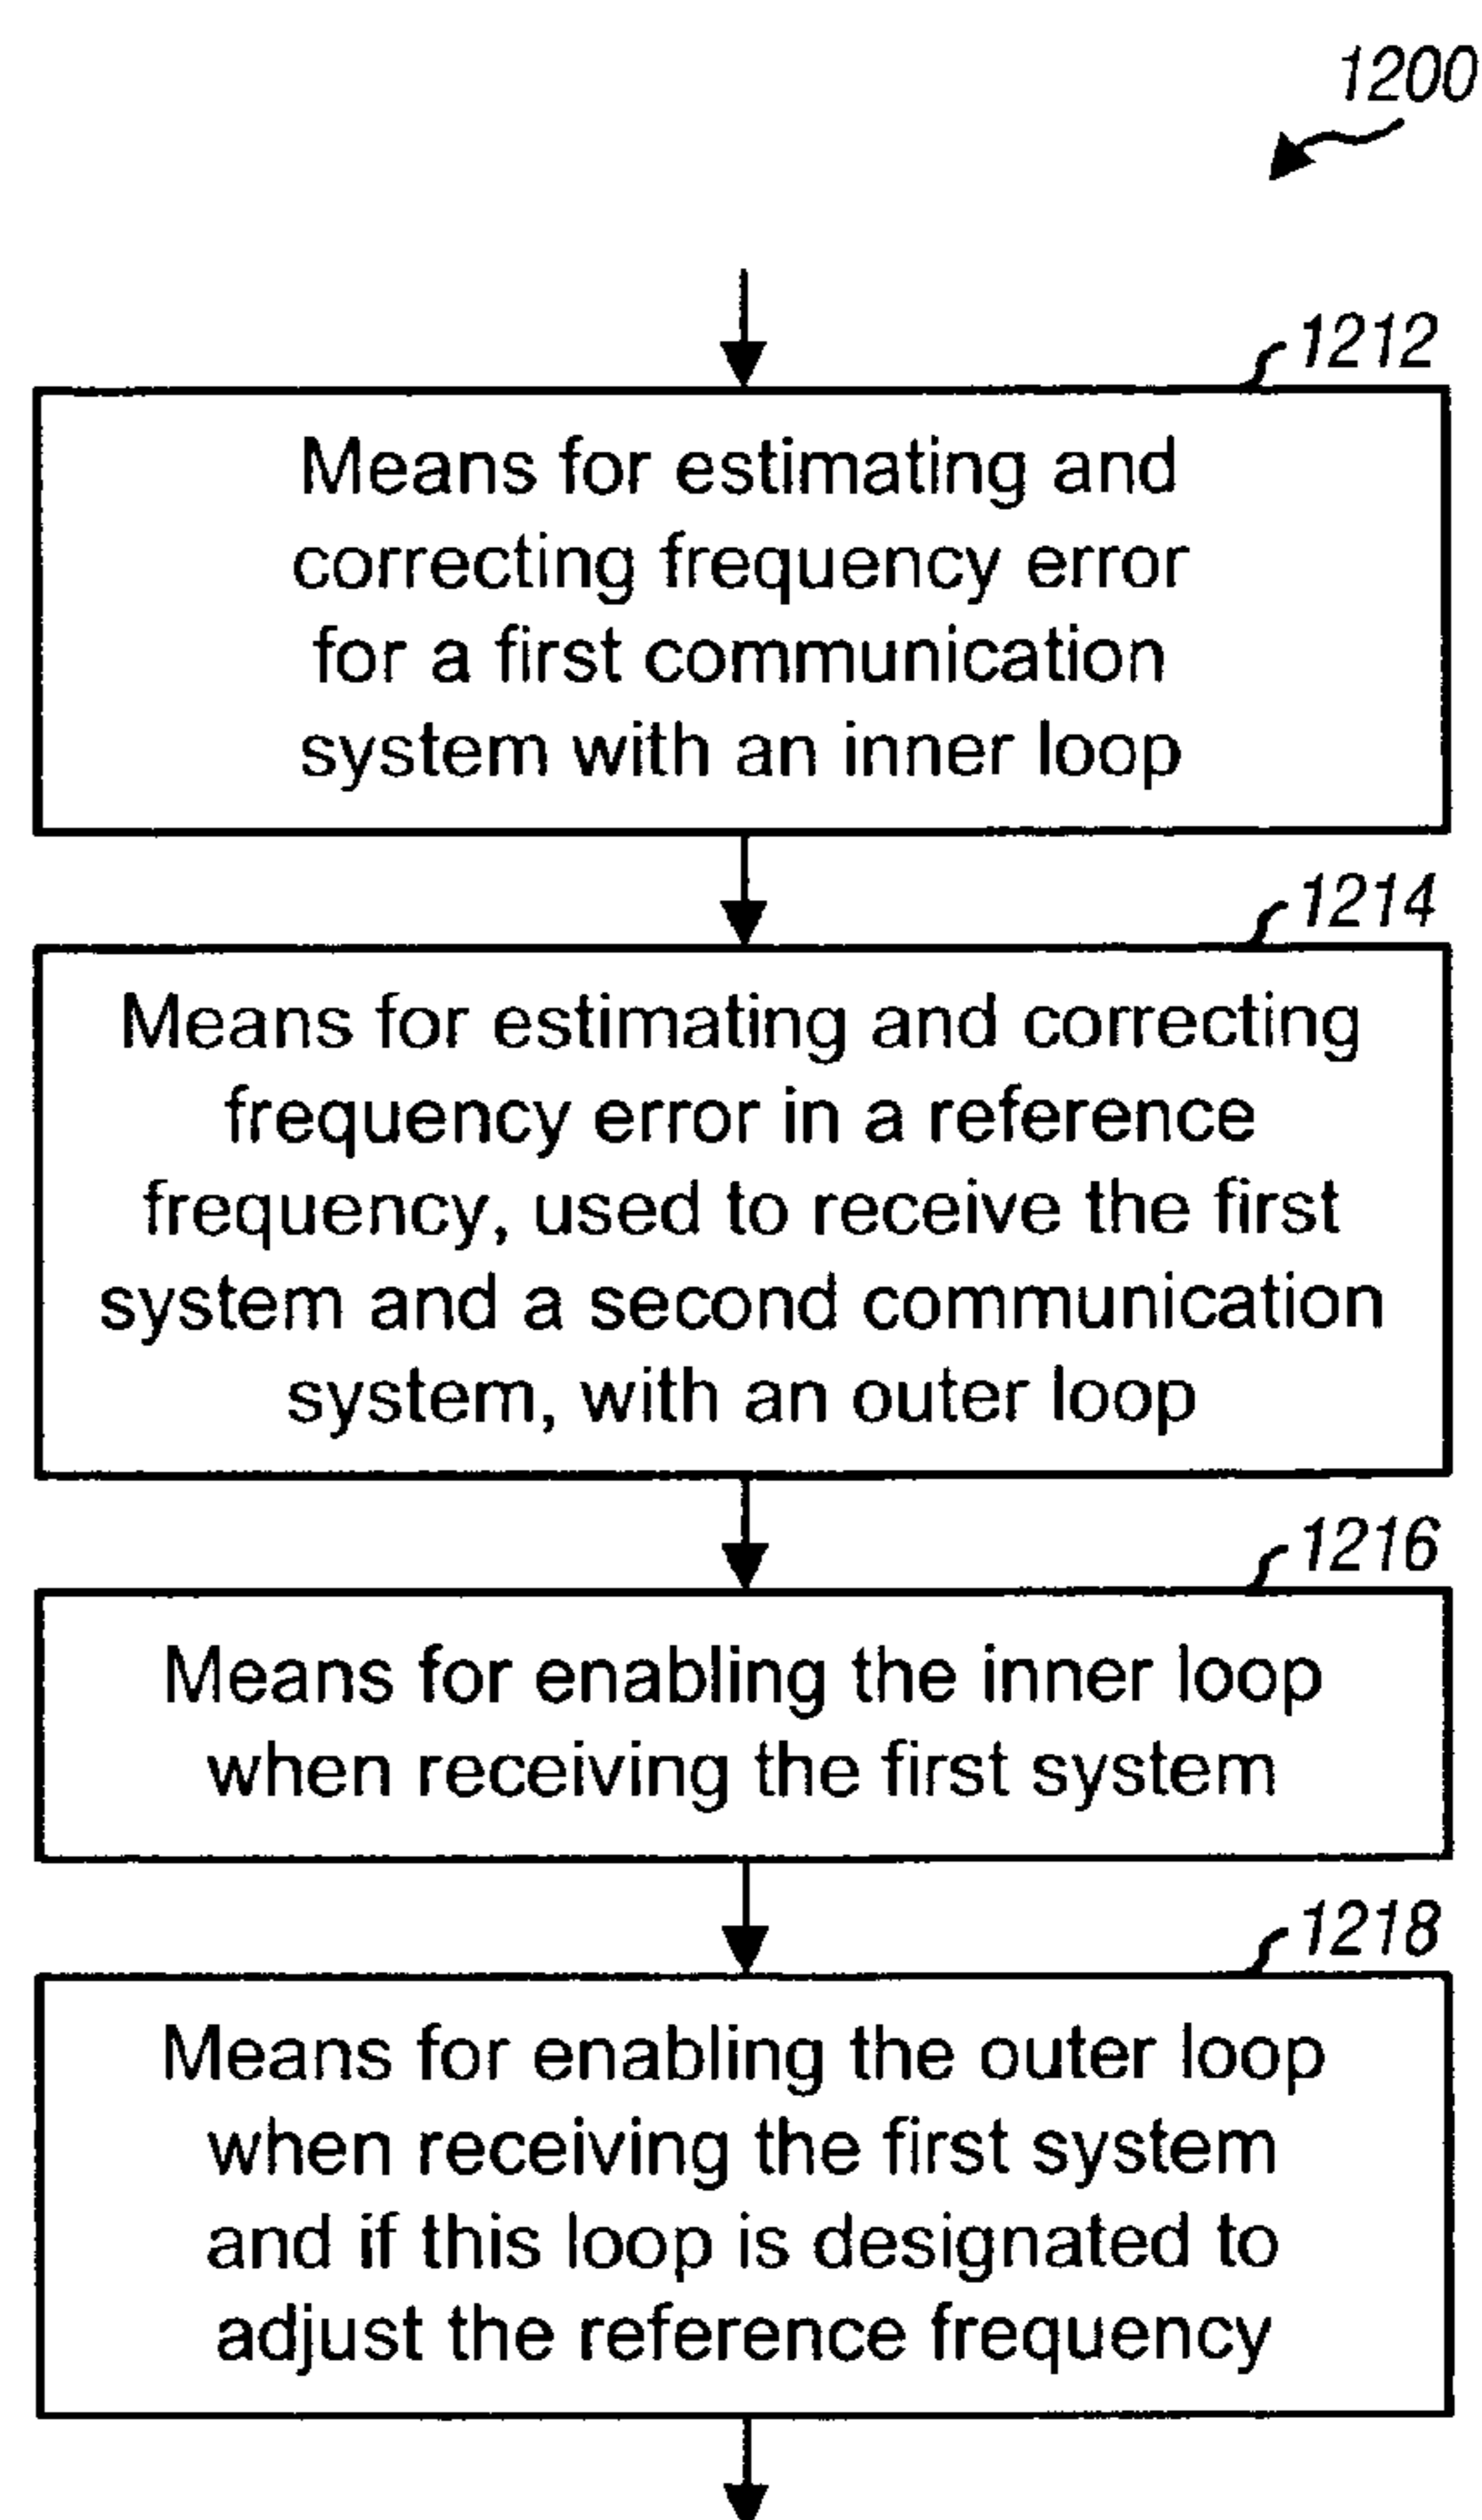 1200
1212
Means for estimating and
correcting frequency error
for a first communication
system with an inner loop
1214
Means for estimating and correcting
frequency error in a reference
frequency, used to receive the first
system and a second communication
system, with an outer loop
1216
Means for enabling the inner loop
when receiving the first system
1218
Means for enabling the outer loop
when receiving the first system
and if this loop is designated to
adjust the reference frequency